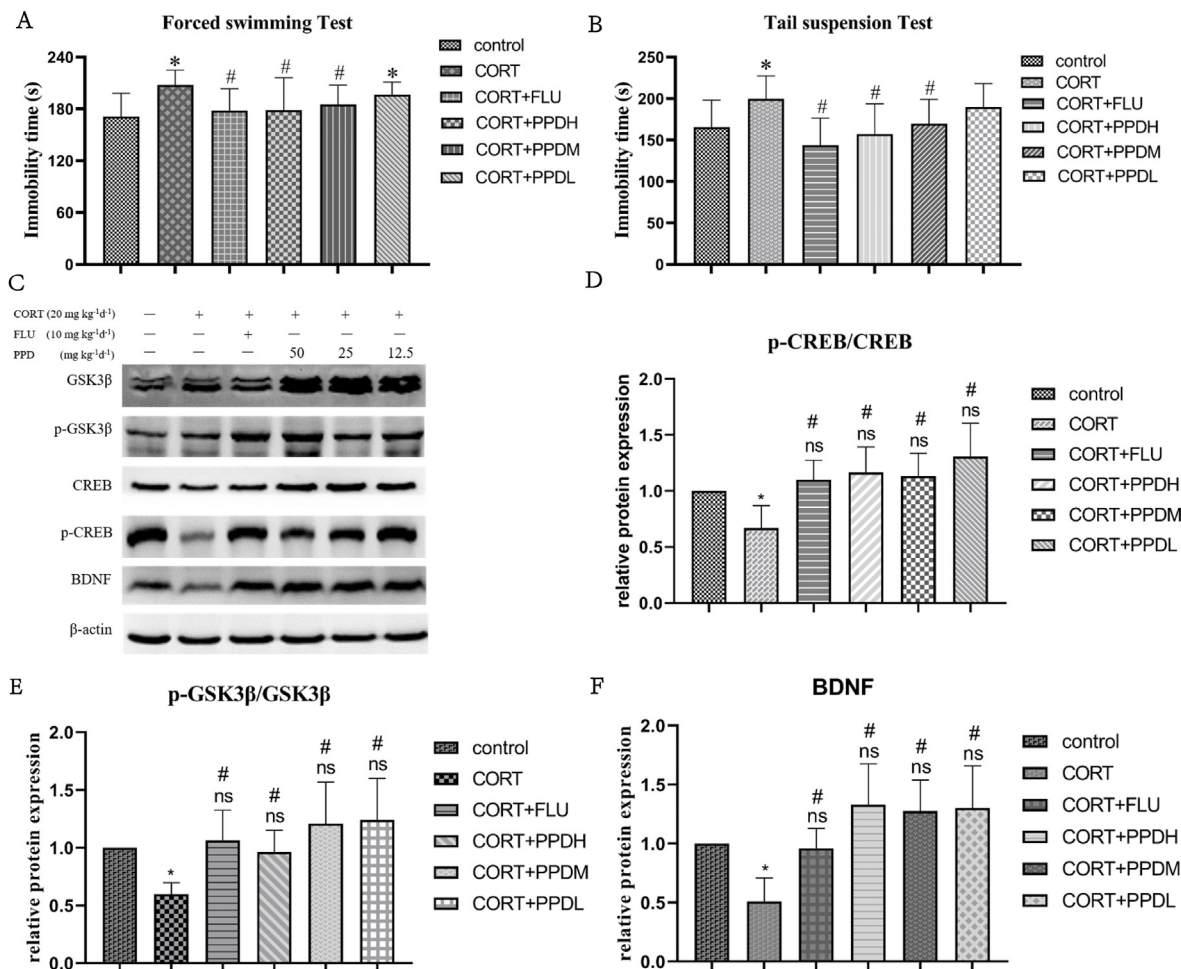 A
Forced swimming Test
Immobility time (s)
240
180
120
60
0
*
#
#
#
*
control
CORT
CORT+FLU
CORT+PPDH
CORT+PPDM
CORT+PPDL
B
Tail suspension Test
Immobility time (s)
250
200
150
100
50
0
*
#
#
#
control
CORT
CORT+FLU
CORT+PPDH
CORT+PPDM
CORT+PPDL
C
CORT (20 mg kg⁻¹d⁻¹) — + + + + +
FLU (10 mg kg⁻¹d⁻¹) — — + — — —
PPD (mg kg⁻¹d⁻¹) — — — 50 25 12.5
GSK3β
p-GSK3β
CREB
p-CREB
BDNF
β-actin
D
p-CREB/CREB
relative protein expression
2.0
1.5
1.0
0.5
0.0
*
#
ns
#
ns
#
ns
#
ns
control
CORT
CORT+FLU
CORT+PPDH
CORT+PPDM
CORT+PPDL
E
p-GSK3β/GSK3β
relative protein expression
2.0
1.5
1.0
0.5
0.0
*
#
ns
#
ns
#
ns
#
ns
control
CORT
CORT+FLU
CORT+PPDH
CORT+PPDM
CORT+PPDL
F
BDNF
relative protein expression
2.0
1.5
1.0
0.5
0.0
*
#
ns
#
ns
#
ns
#
ns
control
CORT
CORT+FLU
CORT+PPDH
CORT+PPDM
CORT+PPDL